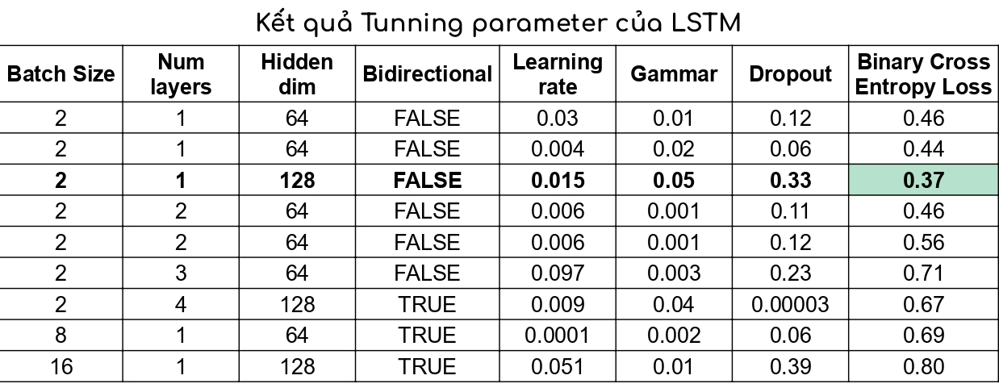 Kết quả Tunning parameter của LSTM
Batch Size Num layers Hidden dim Bidirectional Learning rate Gammar Dropout Binary Cross Entropy Loss
2 1 64 FALSE 0.03 0.01 0.12 0.46
2 1 64 FALSE 0.004 0.02 0.06 0.44
2 1 128 FALSE 0.015 0.05 0.33 0.37
2 2 64 FALSE 0.006 0.001 0.11 0.46
2 2 64 FALSE 0.006 0.001 0.12 0.56
2 3 64 FALSE 0.097 0.003 0.23 0.71
2 4 128 TRUE 0.009 0.04 0.00003 0.67
8 1 64 TRUE 0.0001 0.002 0.06 0.69
16 1 128 TRUE 0.051 0.01 0.39 0.80